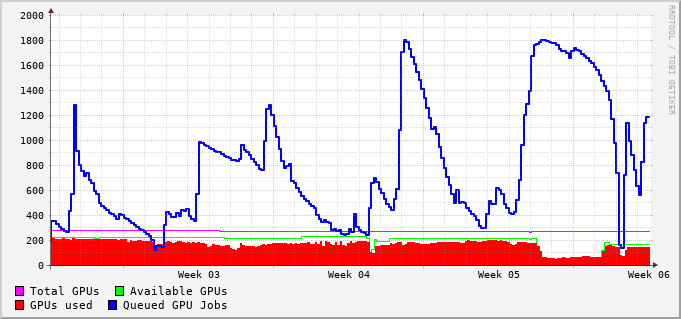 2000
1800
1600
1400
1200
1000
800
600
400
200
0
Week 03 Week 04 Week 05 Week 06
Total GPUs Available GPUs
GPUs used Queued GPU Jobs
RRDTOOL / TOBI OETIKER